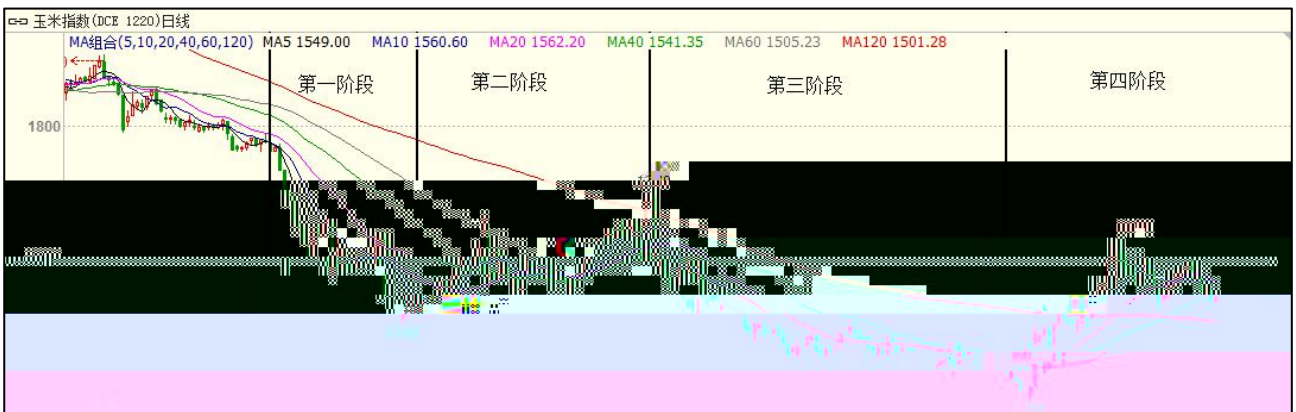 玉米指数(DCE 1220)日线
MA组合(5,10,20,40,60,120) MA5 1549.00 MA10 1560.60 MA20 1562.20 MA40 1541.35 MA60 1505.23 MA120 1501.28
第一阶段 第二阶段 第三阶段 第四阶段
1800